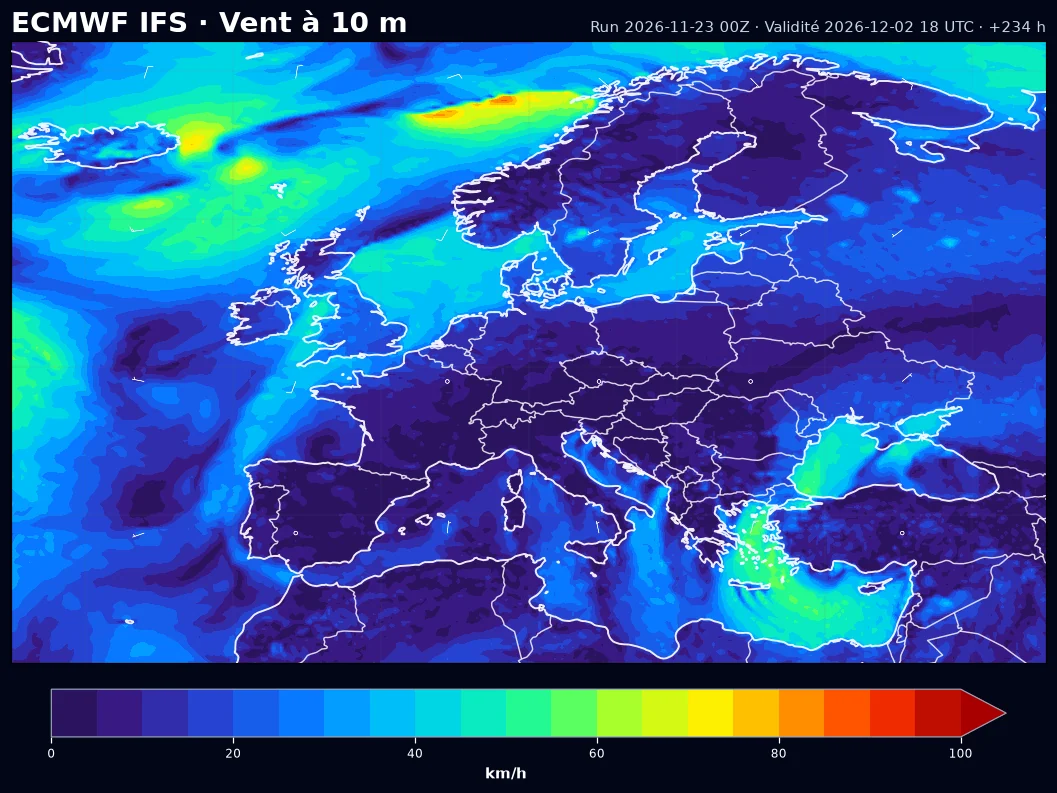 ECMWF IFS · Vent à 10 m
Run 2026-11-23 00Z · Validité 2026-12-02 18 UTC · +234 h
0 20 40 60 80 100
km/h